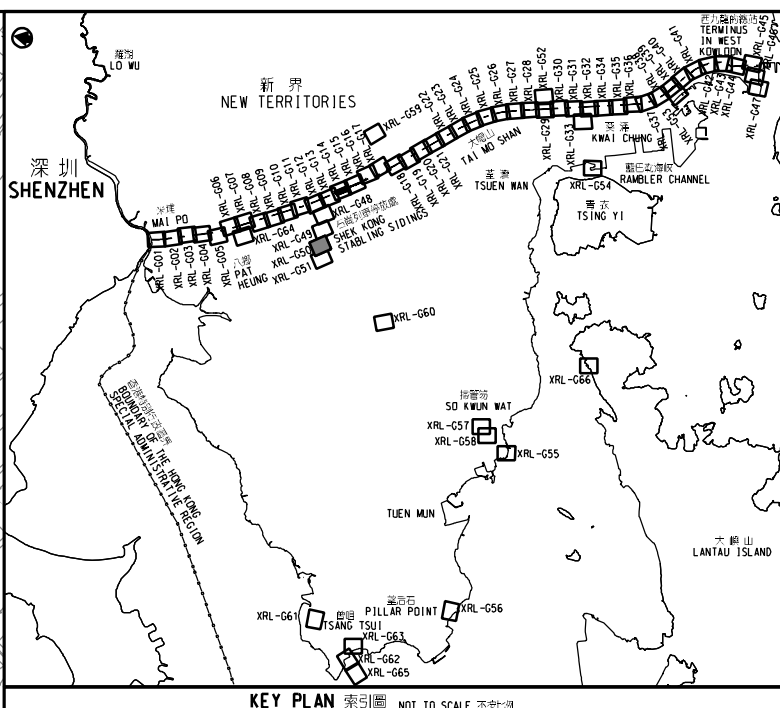 羅湖
LO WU
新 界
NEW TERRITORIES
深 圳
SHENZHEN
米埔
MAI PO
XRL-G01
XRL-G02
XRL-G03
XRL-G04
XRL-G05
XRL-G06
XRL-G07
XRL-G08
XRL-G09
XRL-G10
XRL-G11
XRL-G12
XRL-G13
XRL-G14
XRL-G15
XRL-G16
XRL-G17
XRL-G59
XRL-G18
XRL-G19
XRL-G20
XRL-G21
XRL-G22
XRL-G23
XRL-G24
XRL-G25
XRL-G26
XRL-G27
XRL-G28
XRL-G52
XRL-G29
XRL-G30
XRL-G31
XRL-G32
XRL-G33
XRL-G34
XRL-G35
XRL-G36
XRL-G37
XRL-G38
XRL-G39
XRL-G40
XRL-G41
XRL-G53
XRL-G42
XRL-G43
XRL-G44
XRL-G45
XRL-G46
XRL-G47
西九龍的總站
TERMINUS
IN WEST
KOWLOON
大帽山
TAI MO SHAN
葵涌
KWAI CHUNG
荃灣
TSUEN WAN
藍巴勒海峽
RAMBLER CHANNEL
XRL-G54
青衣
TSING YI
XRL-G64
XRL-G48
XRL-G49
XRL-G50
XRL-G51
石崗列車停放處
SHEK KONG
STABLING SIDINGS
八鄉
PAT
HEUNG
XRL-G60
XRL-G66
掃管笏
SO KWUN WAT
XRL-G57
XRL-G58
XRL-G55
香港特別行政區界
BOUNDARY OF THE HONG KONG
SPECIAL ADMINISTRATIVE REGION
TUEN MUN
大嶼山
LANTAU ISLAND
望后石
PILLAR POINT
XRL-G56
XRL-G61
曾咀
TSANG TSUI
XRL-G63
XRL-G62
XRL-G65
KEY PLAN 索引圖 NOT TO SCALE 不對比例